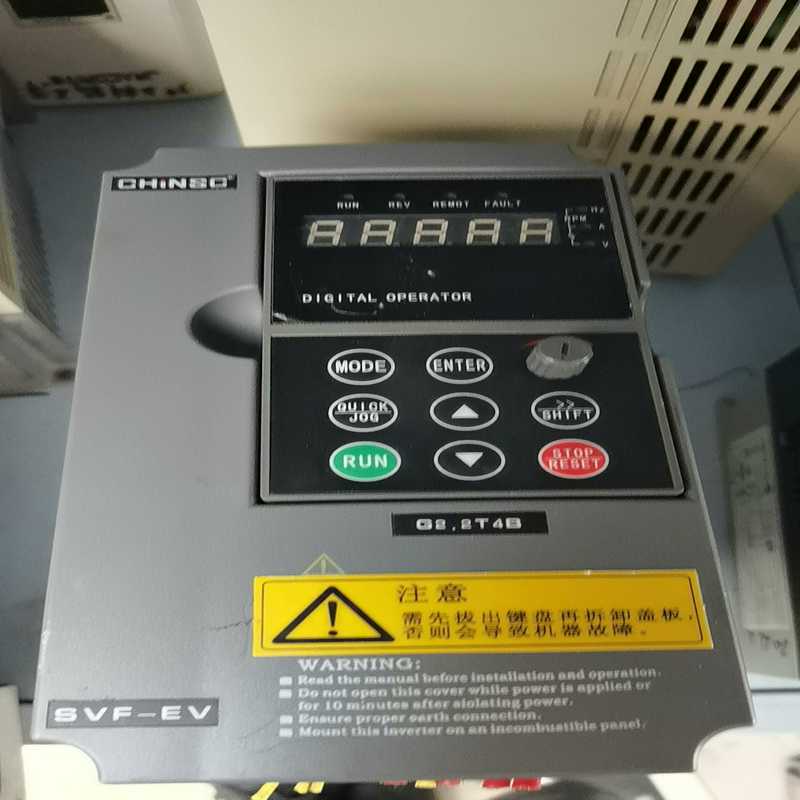 CHINSC
RUN REV REMOT FAULT
Hz
RPM
A
V
DIGITAL OPERATOR
MODE ENTER
QUICK
JOG
>>
SHIFT
RUN
STOP
RESET
G2.2T4B
注意
需先拨出键盘再拆卸盖板,
否则会导致机器故障。
WARNING:
Read the manual before installation and operation.
Do not open this cover while power is applied or
for 10 minutes after aiolating power.
Ensure proper earth connection.
Mount this inverter on an incombustible panel.
SVF-EV